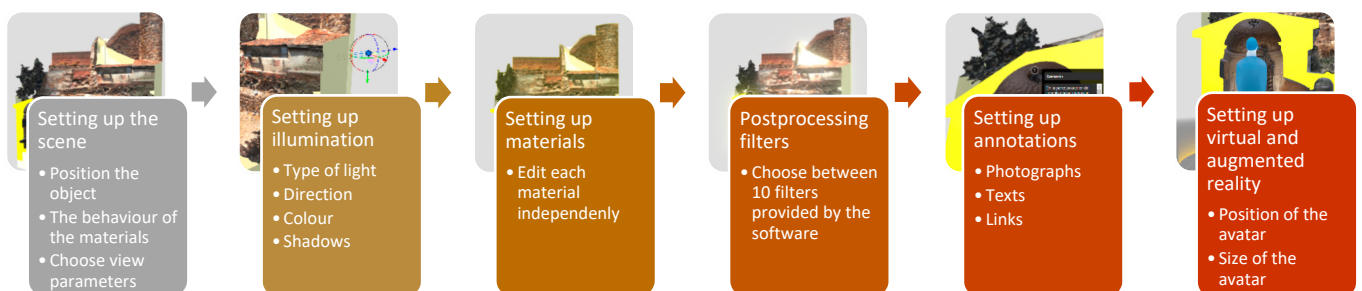 Setting up the
scene
• Position the
object
• The behaviour of
the materials
• Choose view
parameters
Setting up
illumination
• Type of light
• Direction
• Colour
• Shadows
Setting up
materials
• Edit each
material
independenly
Postprocessing
filters
• Choose between
10 filters
provided by the
software
Setting up
annotations
• Photographs
• Texts
• Links
Setting up
virtual and
augmented
reality
• Position of the
avatar
• Size of the
avatar